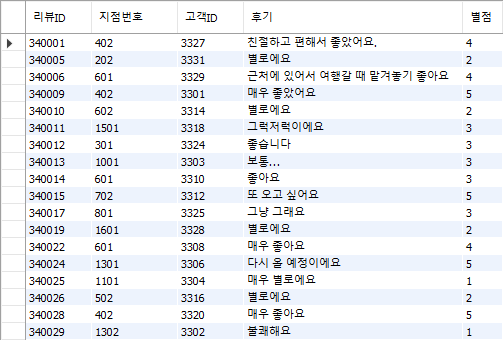 리뷰ID 지점번호 고객ID 후기 별점
340001 402 3327 친절하고 편해서 좋았어요. 4
340005 202 3331 별로에요 2
340006 601 3329 근처에 있어서 여행갈 때 맡겨놓기 좋아요 4
340009 402 3301 매우 좋았어요 5
340010 602 3314 별로에요 2
340011 1501 3318 그럭저럭이에요 3
340012 301 3324 좋습니다 3
340013 1001 3303 보통... 3
340014 601 3310 좋아요 3
340015 702 3312 또 오고 싶어요 5
340017 801 3325 그냥 그래요 3
340019 1601 3328 별로에요 2
340022 601 3308 매우 좋아요 4
340024 1301 3306 다시 올 예정이에요 5
340025 1101 3304 매우 별로에요 1
340026 502 3316 별로에요 2
340028 402 3320 매우 좋아요 5
340029 1302 3302 불쾌해요 1